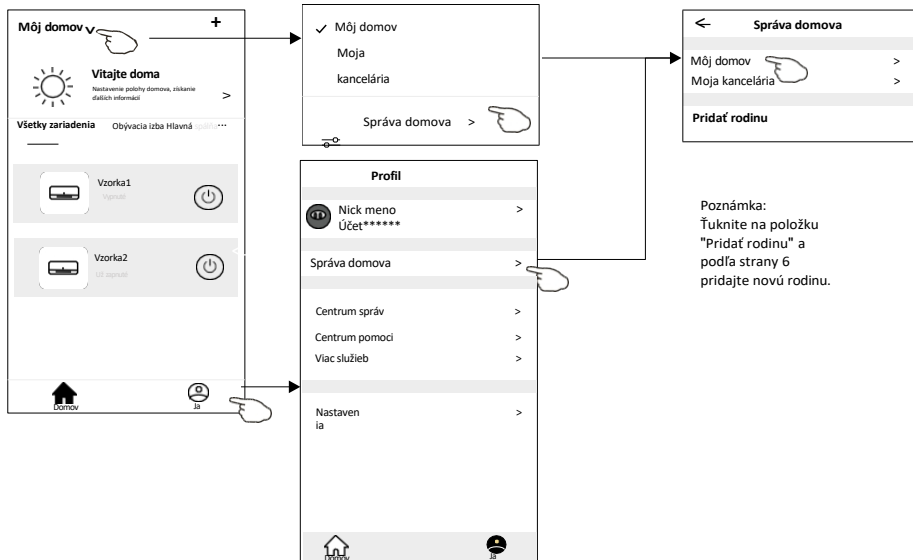 Môj domov
+
Vitajte doma
Nastavenie polohy domova, získanie
ďalších informácií
>
Všetky zariadenia
Obývacia izba Hlavná spálňa...
Vzorka1
Vypnuté
Vzorka2
Už zapnuté
Domov
Ja
✓ Môj domov
Moja
kancelária
Správa domova >
Profil
Nick meno >
Účet******
Správa domova >
Centrum správ >
Centrum pomoci >
Viac služieb >
Nastaven >
ia
Domov
Ja
Správa domova
Môj domov >
Moja kancelária >
Pridať rodinu
Poznámka:
Ťuknite na položku
"Pridať rodinu" a
podľa strany 6
pridajte novú rodinu.